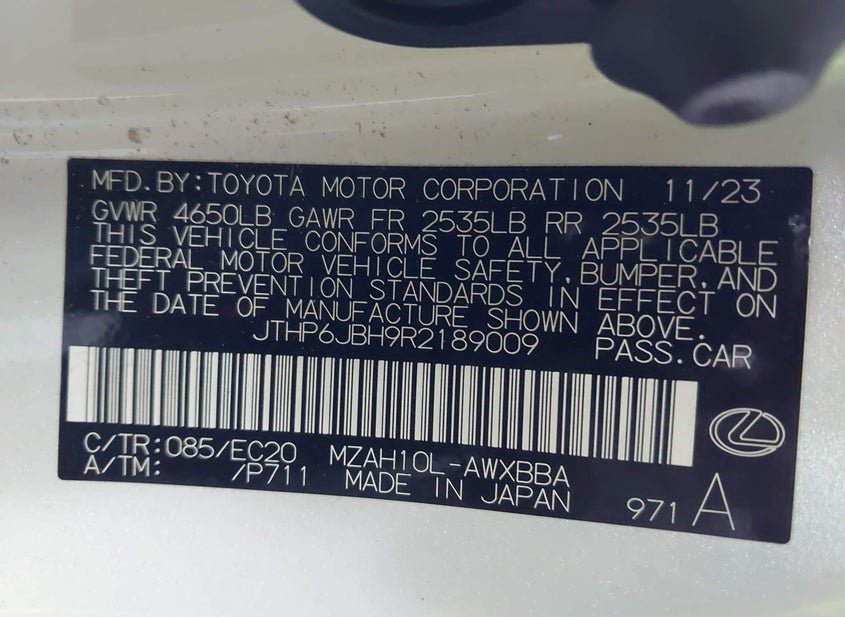 MFD.BY:TOYOTA MOTOR CORPORATION 11/23
GVWR 4650LB GAWR FR 2535LB RR 2535LB
THIS VEHICLE CONFORMS TO ALL APPLICABLE
FEDERAL MOTOR VEHICLE SAFETY,BUMPER,AND
THEFT PREVENTION STANDARDS IN EFFECT ON
THE DATE OF MANUFACTURE SHOWN ABOVE.
JTHP6JBH9R2189009 PASS.CAR
C/TR:085/EC20 MZAH10L-AWXBBA
A/TM: /P711 MADE IN JAPAN
971 A